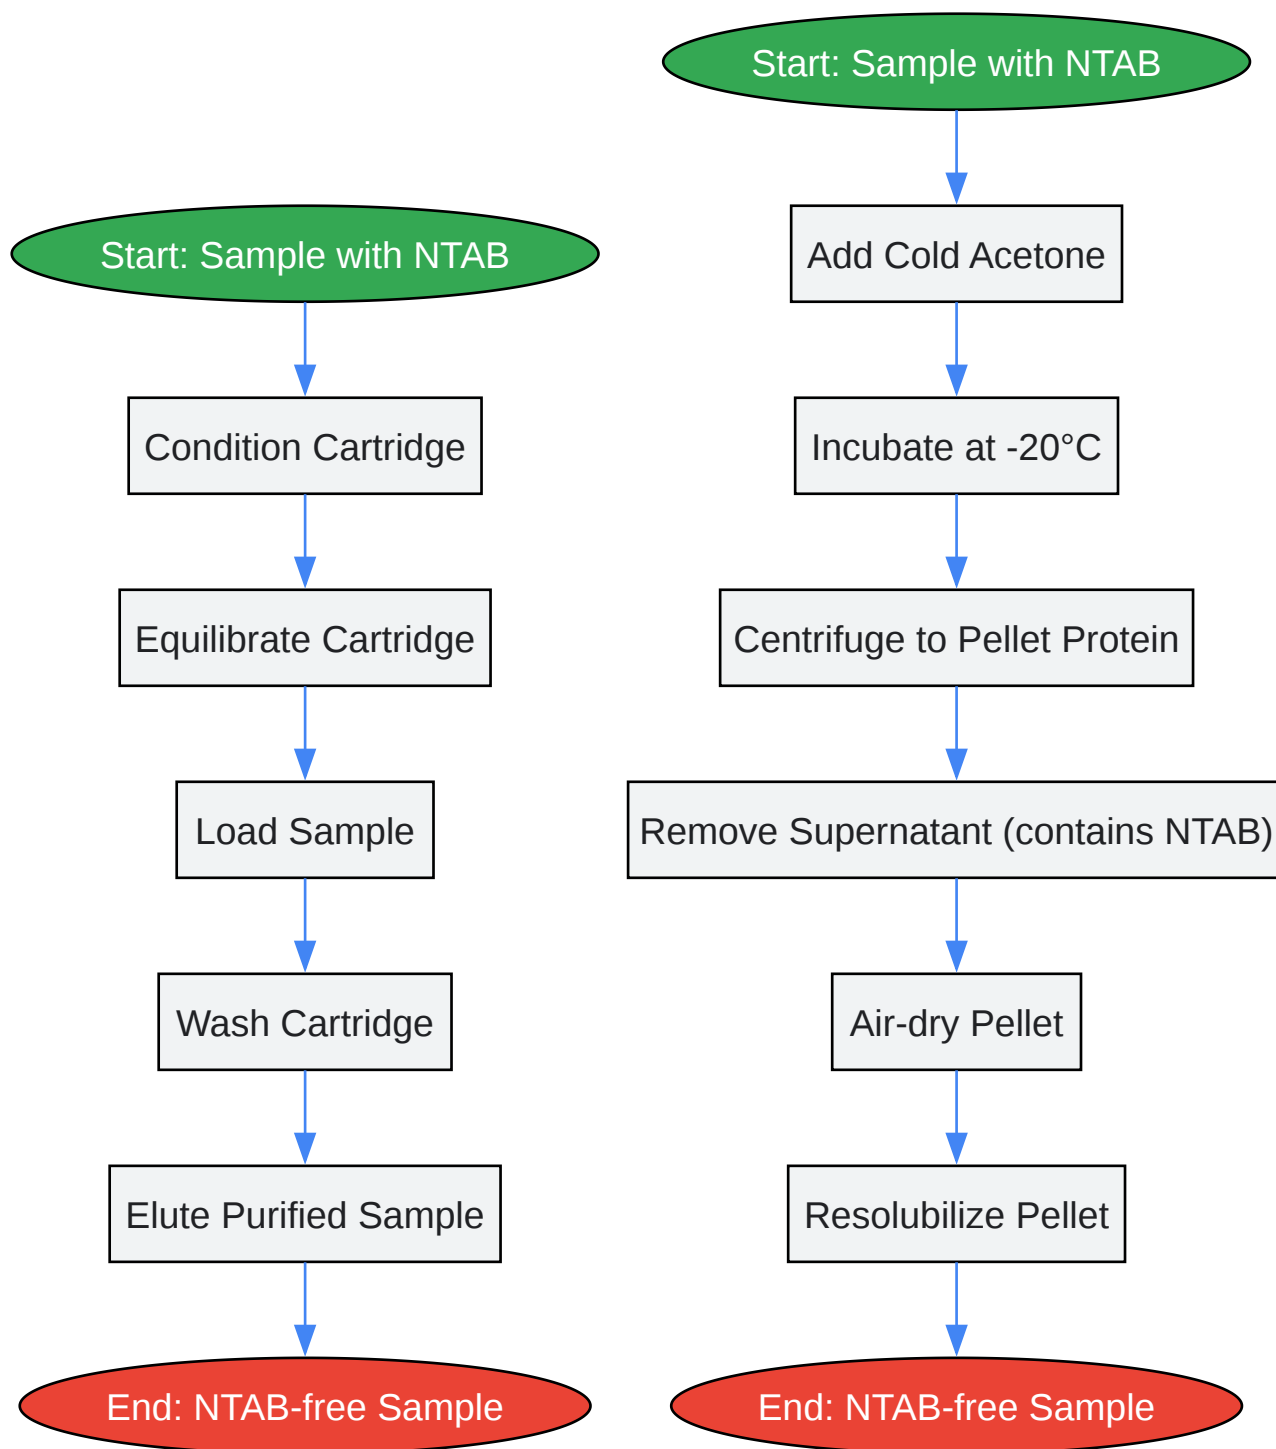 Start: Sample with NTAB
Condition Cartridge
Equilibrate Cartridge
Load Sample
Wash Cartridge
Elute Purified Sample
End: NTAB-free Sample
Start: Sample with NTAB
Add Cold Acetone
Incubate at -20°C
Centrifuge to Pellet Protein
Remove Supernatant (contains NTAB)
Air-dry Pellet
Resolubilize Pellet
End: NTAB-free Sample